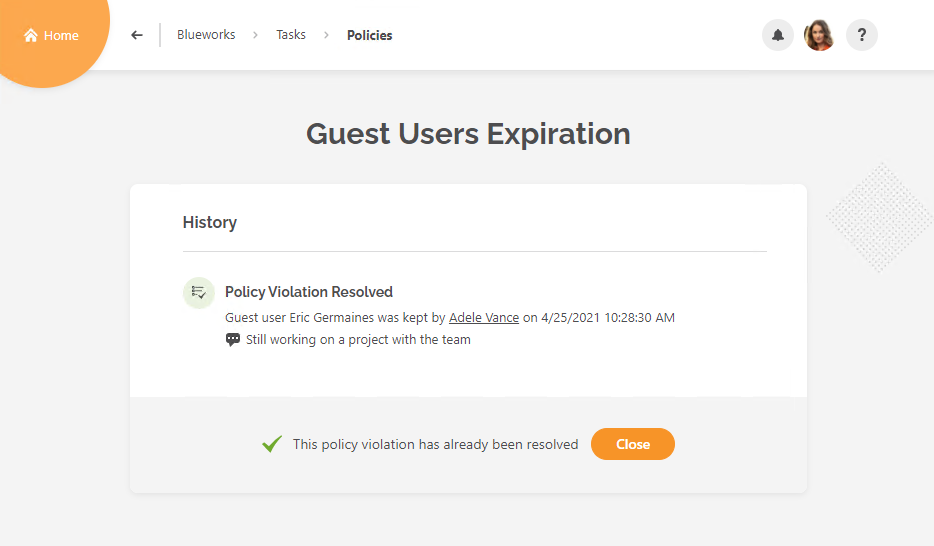 Home
Blueworks > Tasks > Policies
?
Guest Users Expiration
History
Policy Violation Resolved
Guest user Eric Germaines was kept by Adele Vance on 4/25/2021 10:28:30 AM
Still working on a project with the team
This policy violation has already been resolved
Close